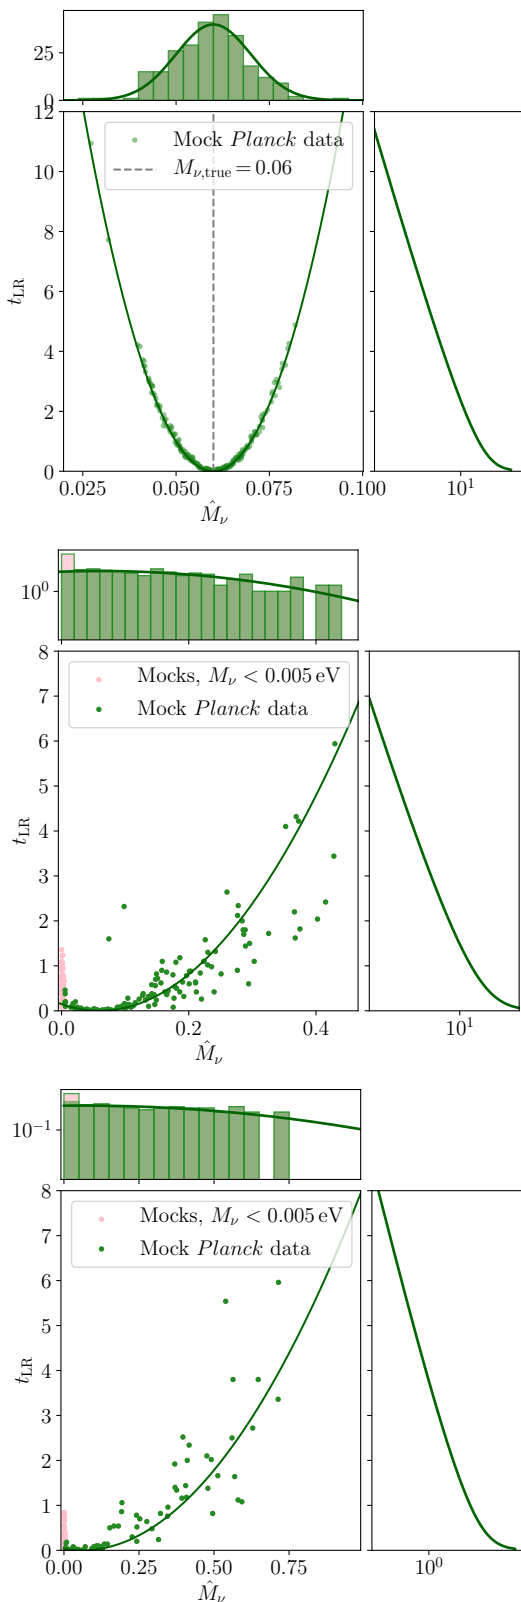 25
0
12
10
8
6
4
2
0
t_LR
Mock Planck data
M_ν,true = 0.06
0.025 0.050 0.075 0.100
10^1
M̂_ν
10^0
8
7
6
5
4
3
2
1
0
t_LR
Mocks, M_ν < 0.005 eV
Mock Planck data
0.0 0.2 0.4
10^1
M̂_ν
10^−1
8
7
6
5
4
3
2
1
0
t_LR
Mocks, M_ν < 0.005 eV
Mock Planck data
0.00 0.25 0.50 0.75
10^0
M̂_ν